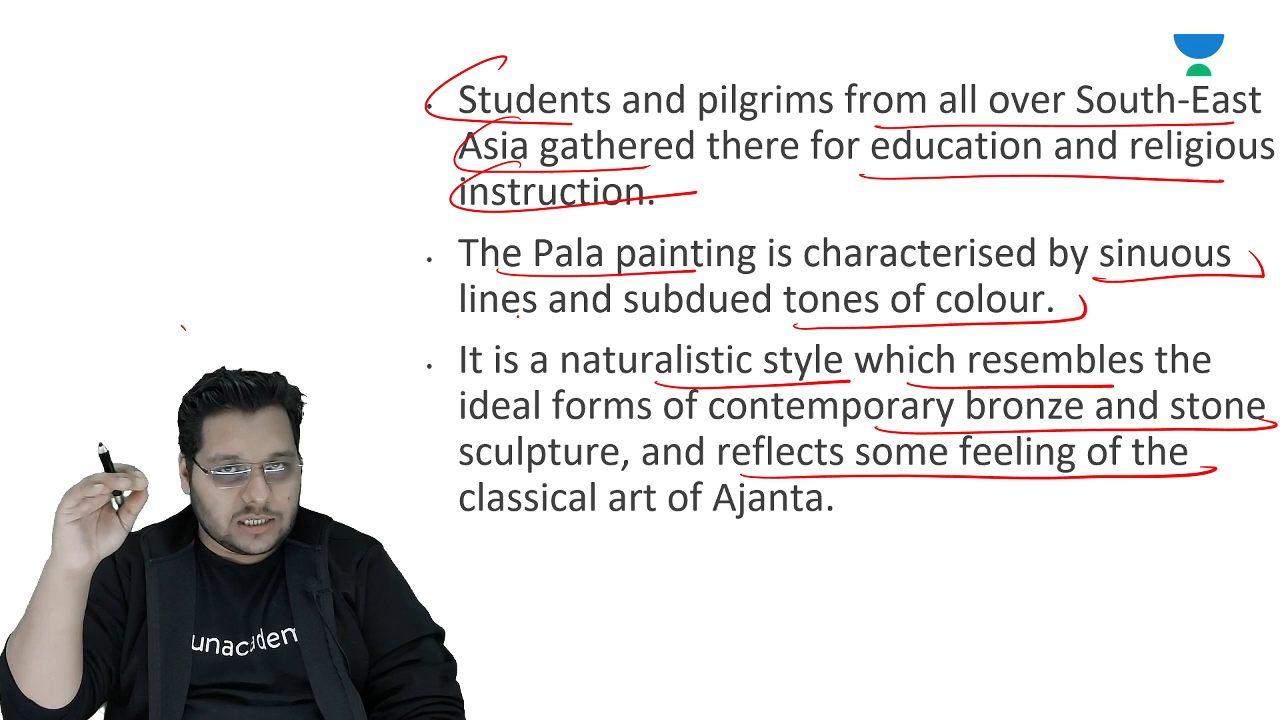 Students and pilgrims from all over South-East
Asia gathered there for education and religious
instruction.
The Pala painting is characterised by sinuous
lines and subdued tones of colour.
It is a naturalistic style which resembles the
ideal forms of contemporary bronze and stone
sculpture, and reflects some feeling of the
classical art of Ajanta.
unacadem